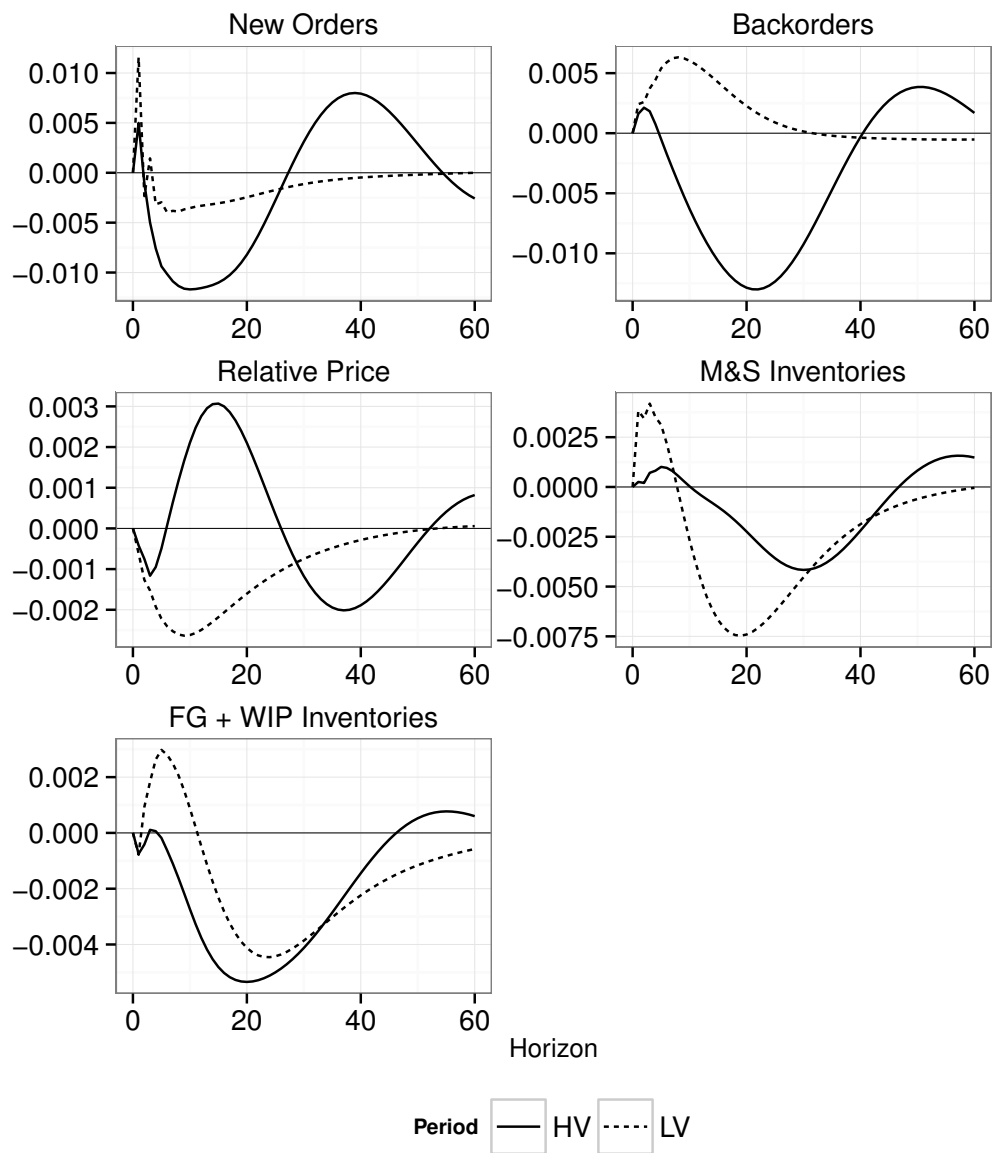 New Orders
0.010
0.005
0.000
−0.005
−0.010
0 20 40 60
Backorders
0.005
0.000
−0.005
−0.010
0 20 40 60
Relative Price
0.003
0.002
0.001
0.000
−0.001
−0.002
0 20 40 60
M&S Inventories
0.0025
0.0000
−0.0025
−0.0050
−0.0075
0 20 40 60
FG + WIP Inventories
0.002
0.000
−0.002
−0.004
0 20 40 60
Horizon
Period HV LV